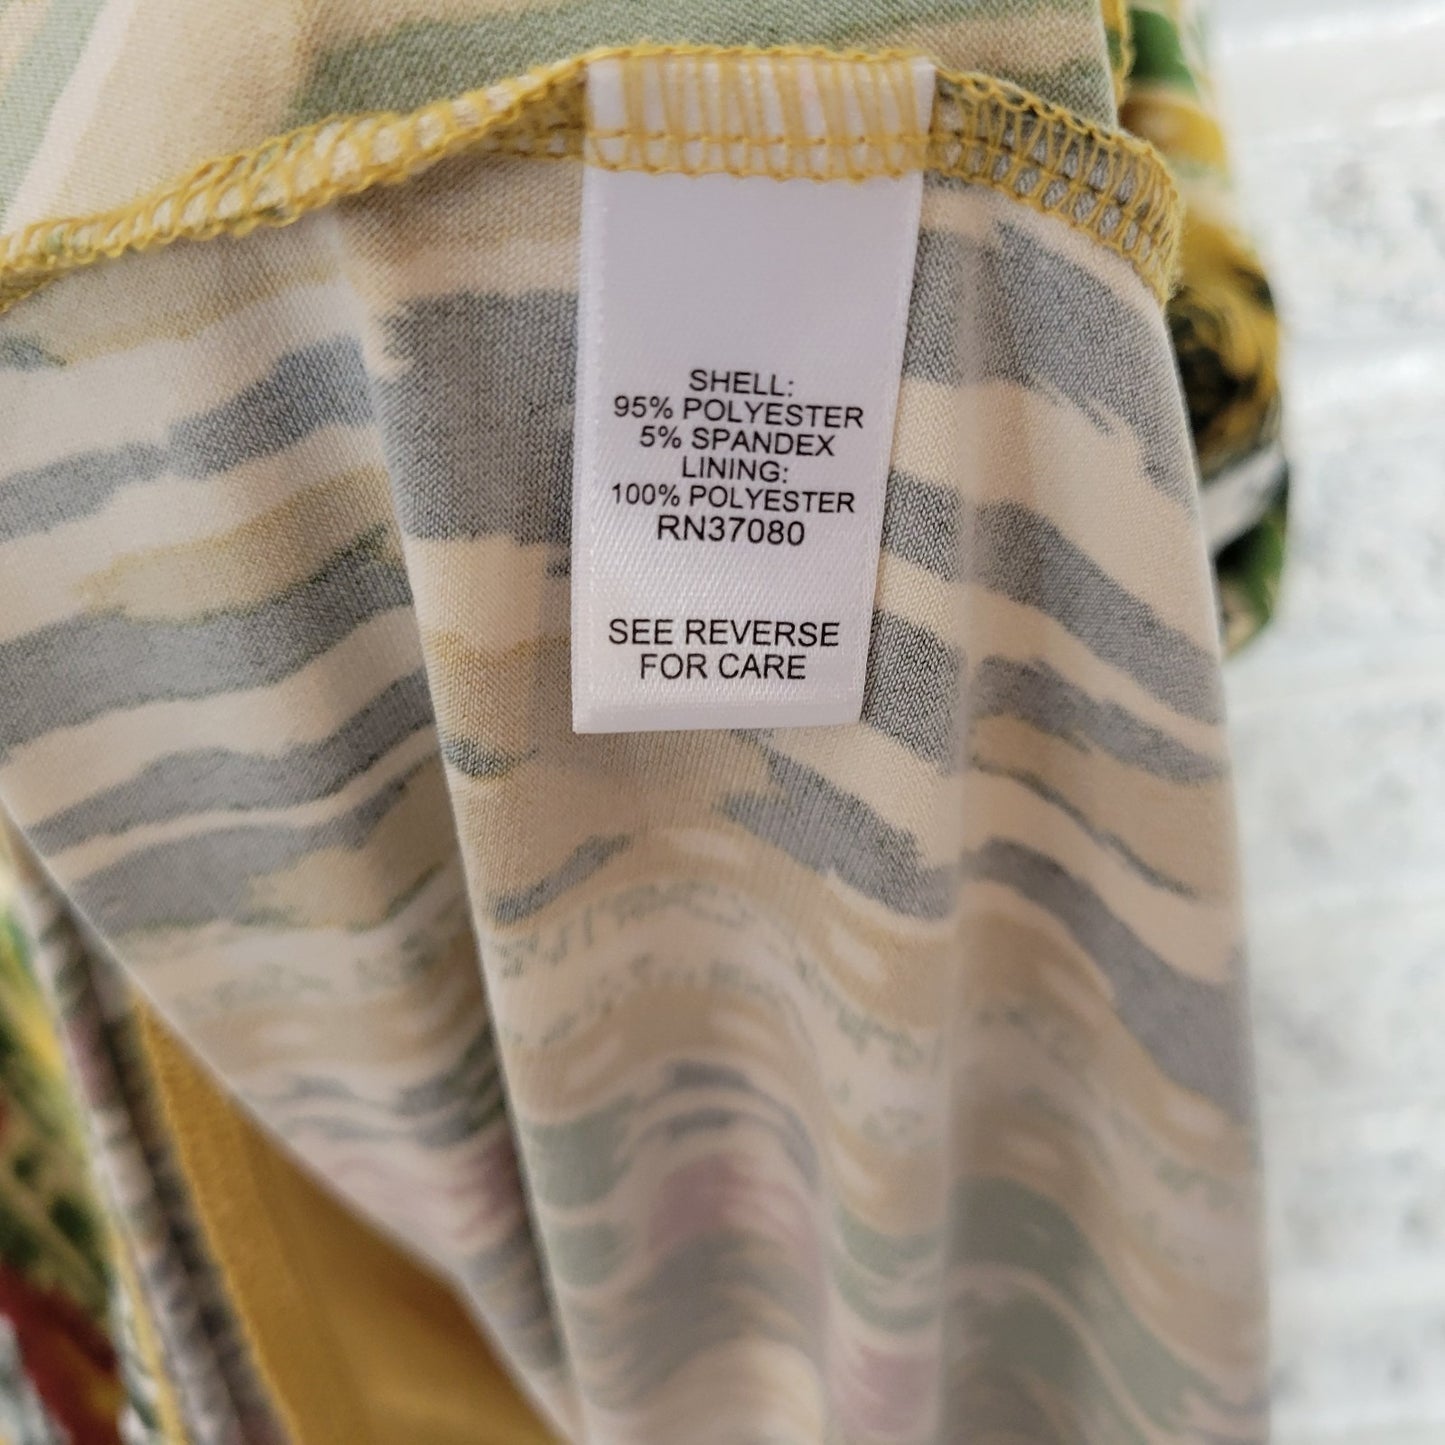 SHELL:
95% POLYESTER
5% SPANDEX
LINING:
100% POLYESTER
RN37080
SEE REVERSE
FOR CARE